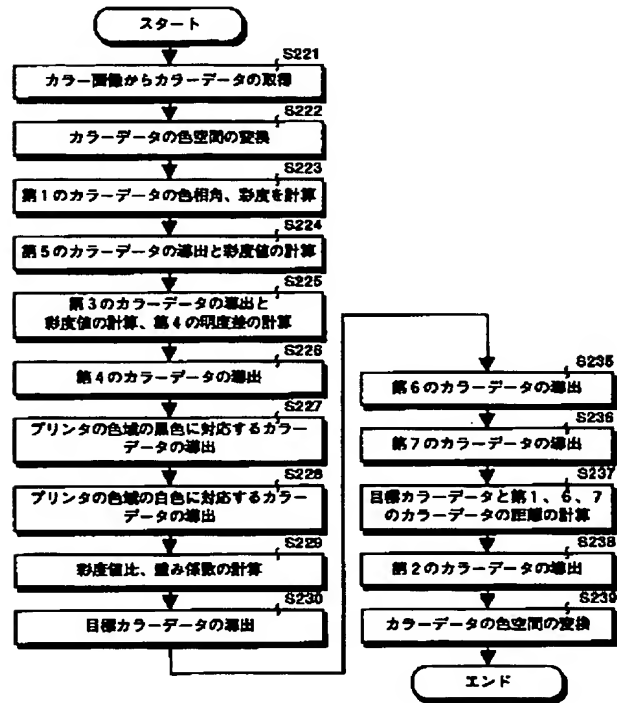 スタート
S221
カラー画像からカラーデータの取得
S222
カラーデータの色空間の変換
S223
第1のカラーデータの色相角、彩度を計算
S224
第5のカラーデータの導出と彩度値の計算
S225
第3のカラーデータの導出と
彩度値の計算、第4の明度差の計算
S226
第4のカラーデータの導出
S227
プリンタの色域の黒色に対応するカラー
データの導出
S228
プリンタの色域の白色に対応するカラー
データの導出
S229
彩度値比、重み係数の計算
S230
目標カラーデータの導出
S235
第6のカラーデータの導出
S236
第7のカラーデータの導出
S237
目標カラーデータと第1、6、7
のカラーデータの距離の計算
S238
第2のカラーデータの導出
S239
カラーデータの色空間の変換
エンド